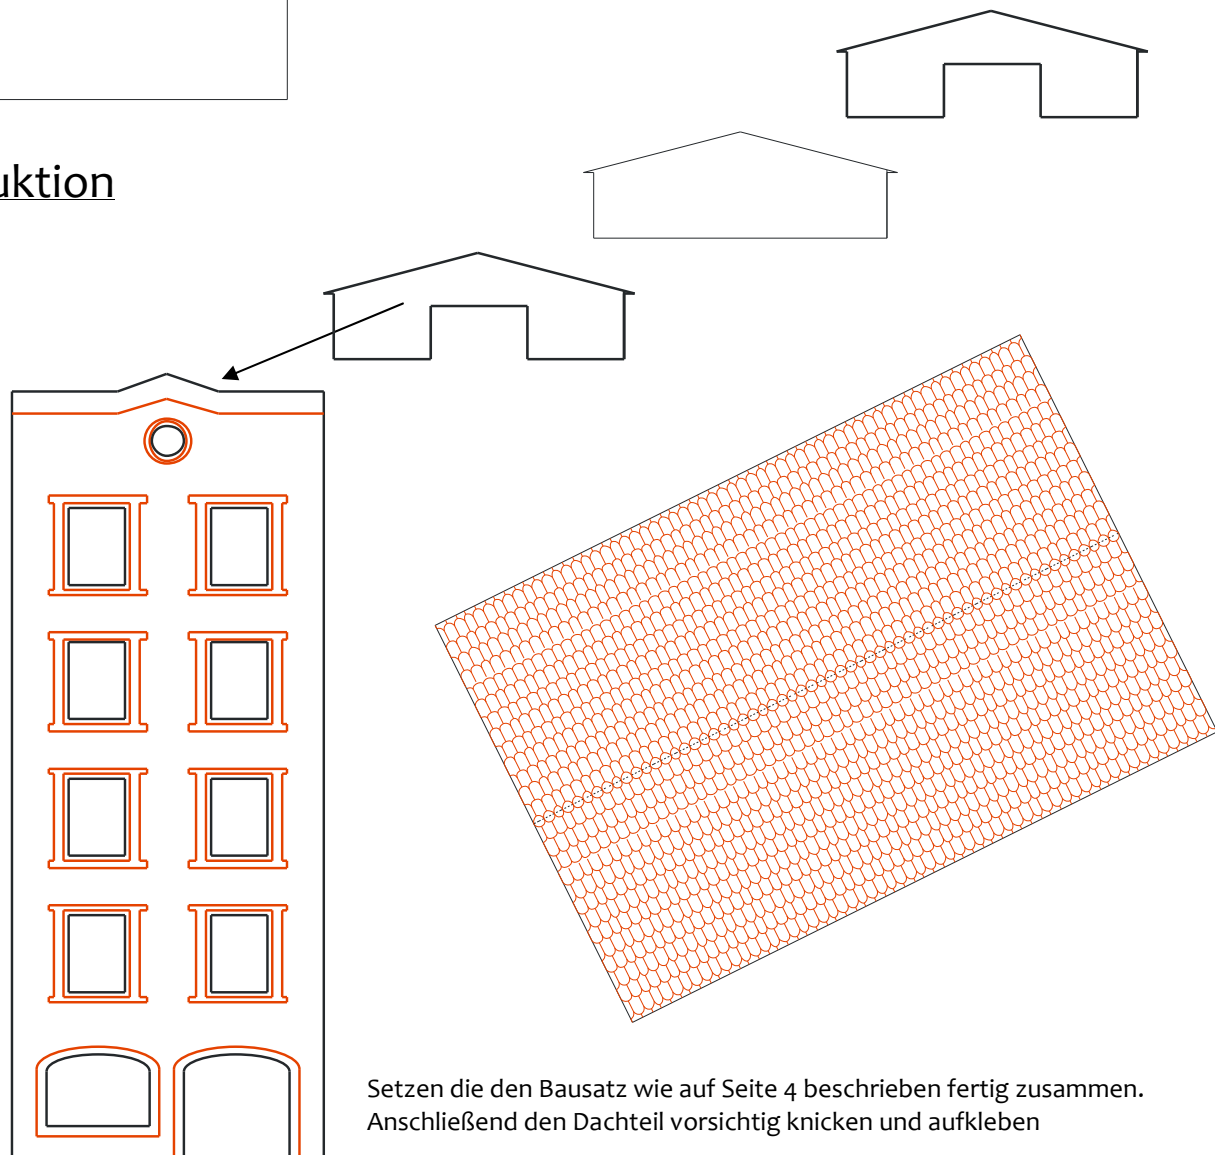 uktion
Setzen die den Bausatz wie auf Seite 4 beschrieben fertig zusammen.
Anschließend den Dachteil vorsichtig knicken und aufkleben